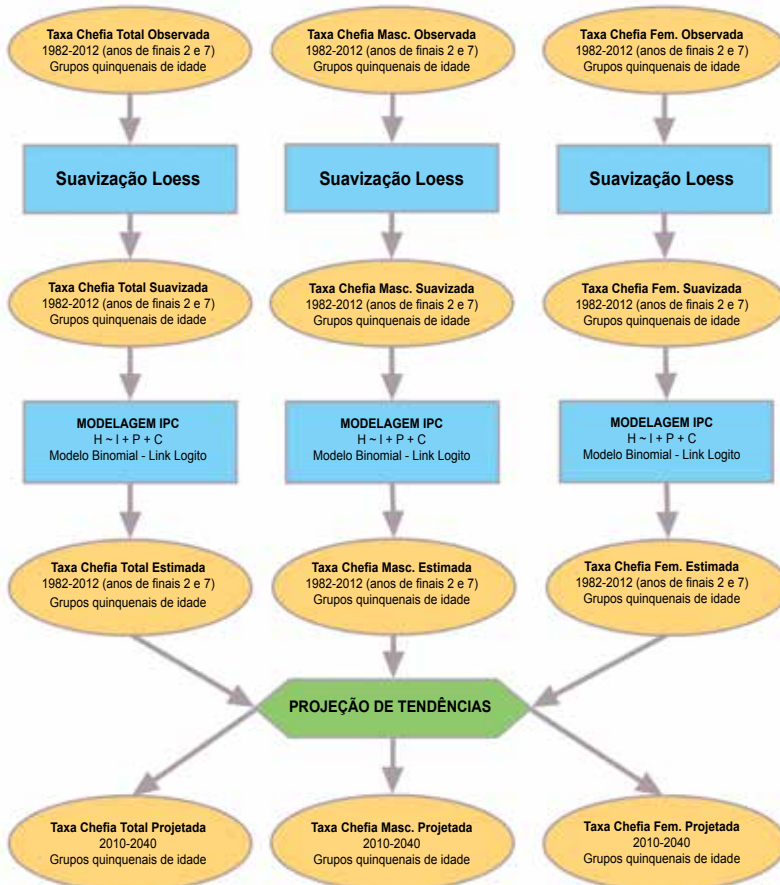 Taxa Chefia Total Observada
1982-2012 (anos de finais 2 e 7)
Grupos quinquenais de idade
Taxa Chefia Masc. Observada
1982-2012 (anos de finais 2 e 7)
Grupos quinquenais de idade
Taxa Chefia Fem. Observada
1982-2012 (anos de finais 2 e 7)
Grupos quinquenais de idade
Suavização Loess
Suavização Loess
Suavização Loess
Taxa Chefia Total Suavizada
1982-2012 (anos de finais 2 e 7)
Grupos quinquenais de idade
Taxa Chefia Masc. Suavizada
1982-2012 (anos de finais 2 e 7)
Grupos quinquenais de idade
Taxa Chefia Fem. Suavizada
1982-2012 (anos de finais 2 e 7)
Grupos quinquenais de idade
MODELAGEM IPC
H ~ I + P + C
Modelo Binomial - Link Logito
MODELAGEM IPC
H ~ I + P + C
Modelo Binomial - Link Logito
MODELAGEM IPC
H ~ I + P + C
Modelo Binomial - Link Logito
Taxa Chefia Total Estimada
1982-2012 (anos de finais 2 e 7)
Grupos quinquenais de idade
Taxa Chefia Masc. Estimada
1982-2012 (anos de finais 2 e 7)
Grupos quinquenais de idade
Taxa Chefia Fem. Estimada
1982-2012 (anos de finais 2 e 7)
Grupos quinquenais de idade
PROJEÇÃO DE TENDÊNCIAS
Taxa Chefia Total Projetada
2010-2040
Grupos quinquenais de idade
Taxa Chefia Masc. Projetada
2010-2040
Grupos quinquenais de idade
Taxa Chefia Fem. Projetada
2010-2040
Grupos quinquenais de idade